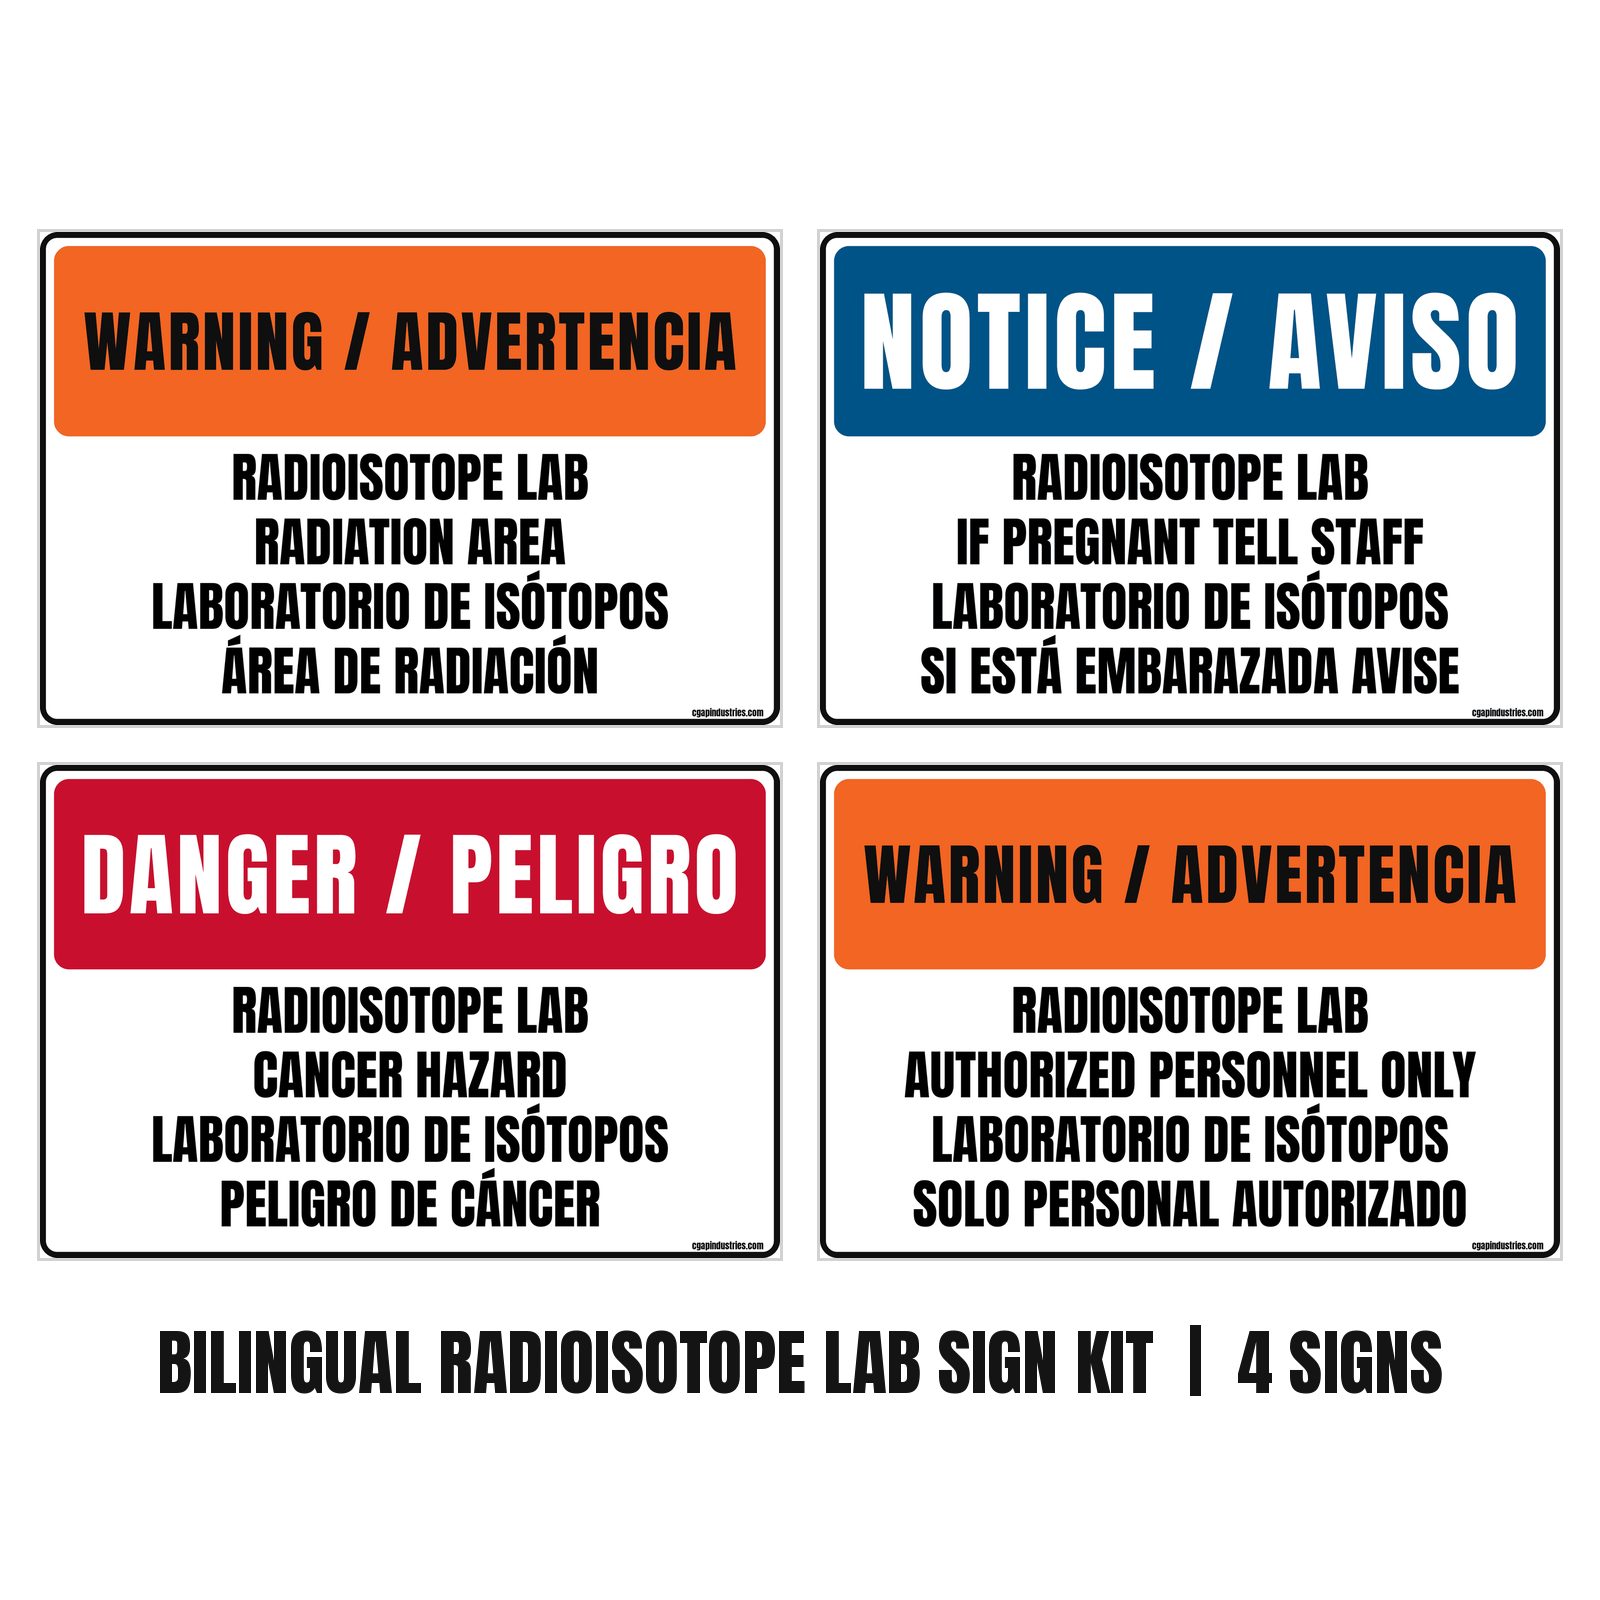 WARNING / ADVERTENCIA
RADIOISOTOPE LAB
RADIATION AREA
LABORATORIO DE ISÓTOPOS
ÁREA DE RADIACIÓN
cgapindustries.com
NOTICE / AVISO
RADIOISOTOPE LAB
IF PREGNANT TELL STAFF
LABORATORIO DE ISÓTOPOS
SI ESTÁ EMBARAZADA AVISE
cgapindustries.com
DANGER / PELIGRO
RADIOISOTOPE LAB
CANCER HAZARD
LABORATORIO DE ISÓTOPOS
PELIGRO DE CÁNCER
cgapindustries.com
WARNING / ADVERTENCIA
RADIOISOTOPE LAB
AUTHORIZED PERSONNEL ONLY
LABORATORIO DE ISÓTOPOS
SOLO PERSONAL AUTORIZADO
cgapindustries.com
BILINGUAL RADIOISOTOPE LAB SIGN KIT | 4 SIGNS